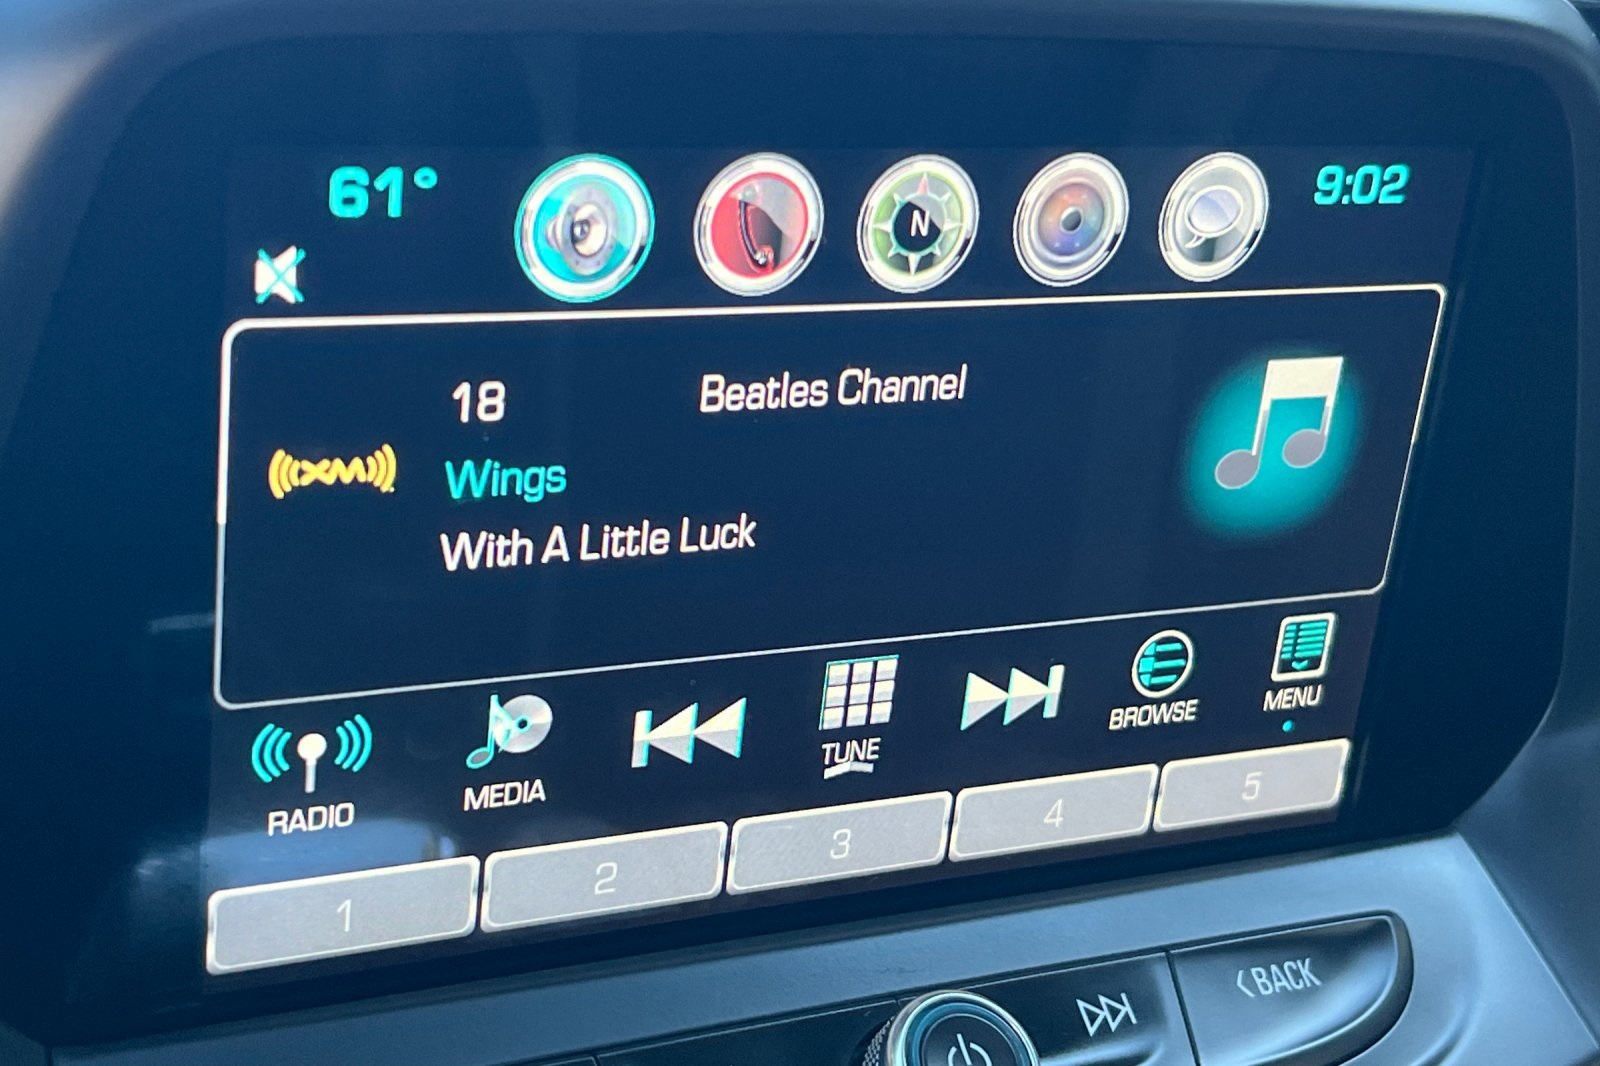 61°
9:02
N
18 Beatles Channel
((XM))
Wings
With A Little Luck
RADIO
MEDIA
TUNE
BROWSE
MENU
1 2 3 4 5
BACK